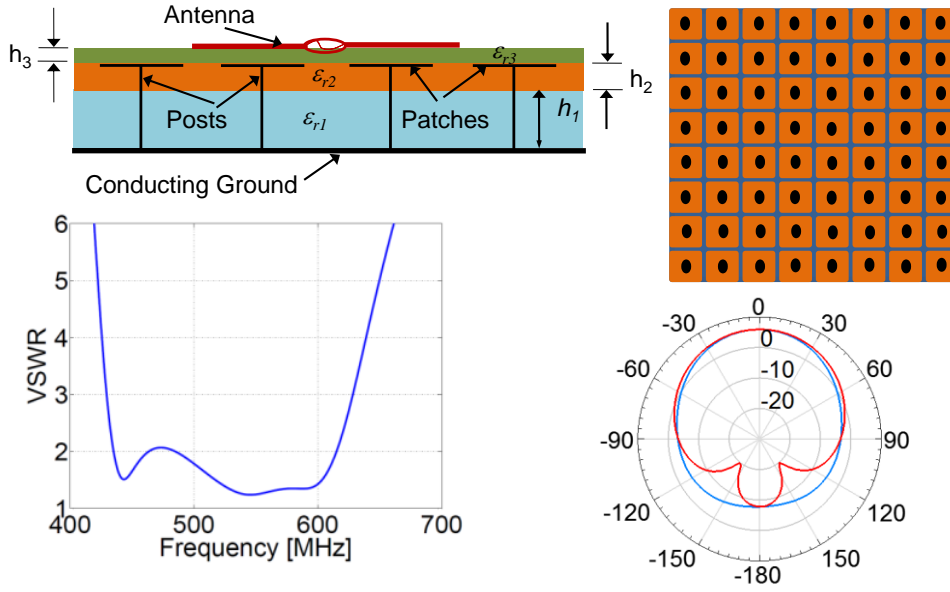 Antenna
h3
εr3
εr2
h2
Posts
εr1
Patches
h1
Conducting Ground
6
5
4
3
2
1
VSWR
400
500
600
700
Frequency [MHz]
0
-30
30
0
-60
60
-10
-20
-90
90
-120
120
-150
150
-180